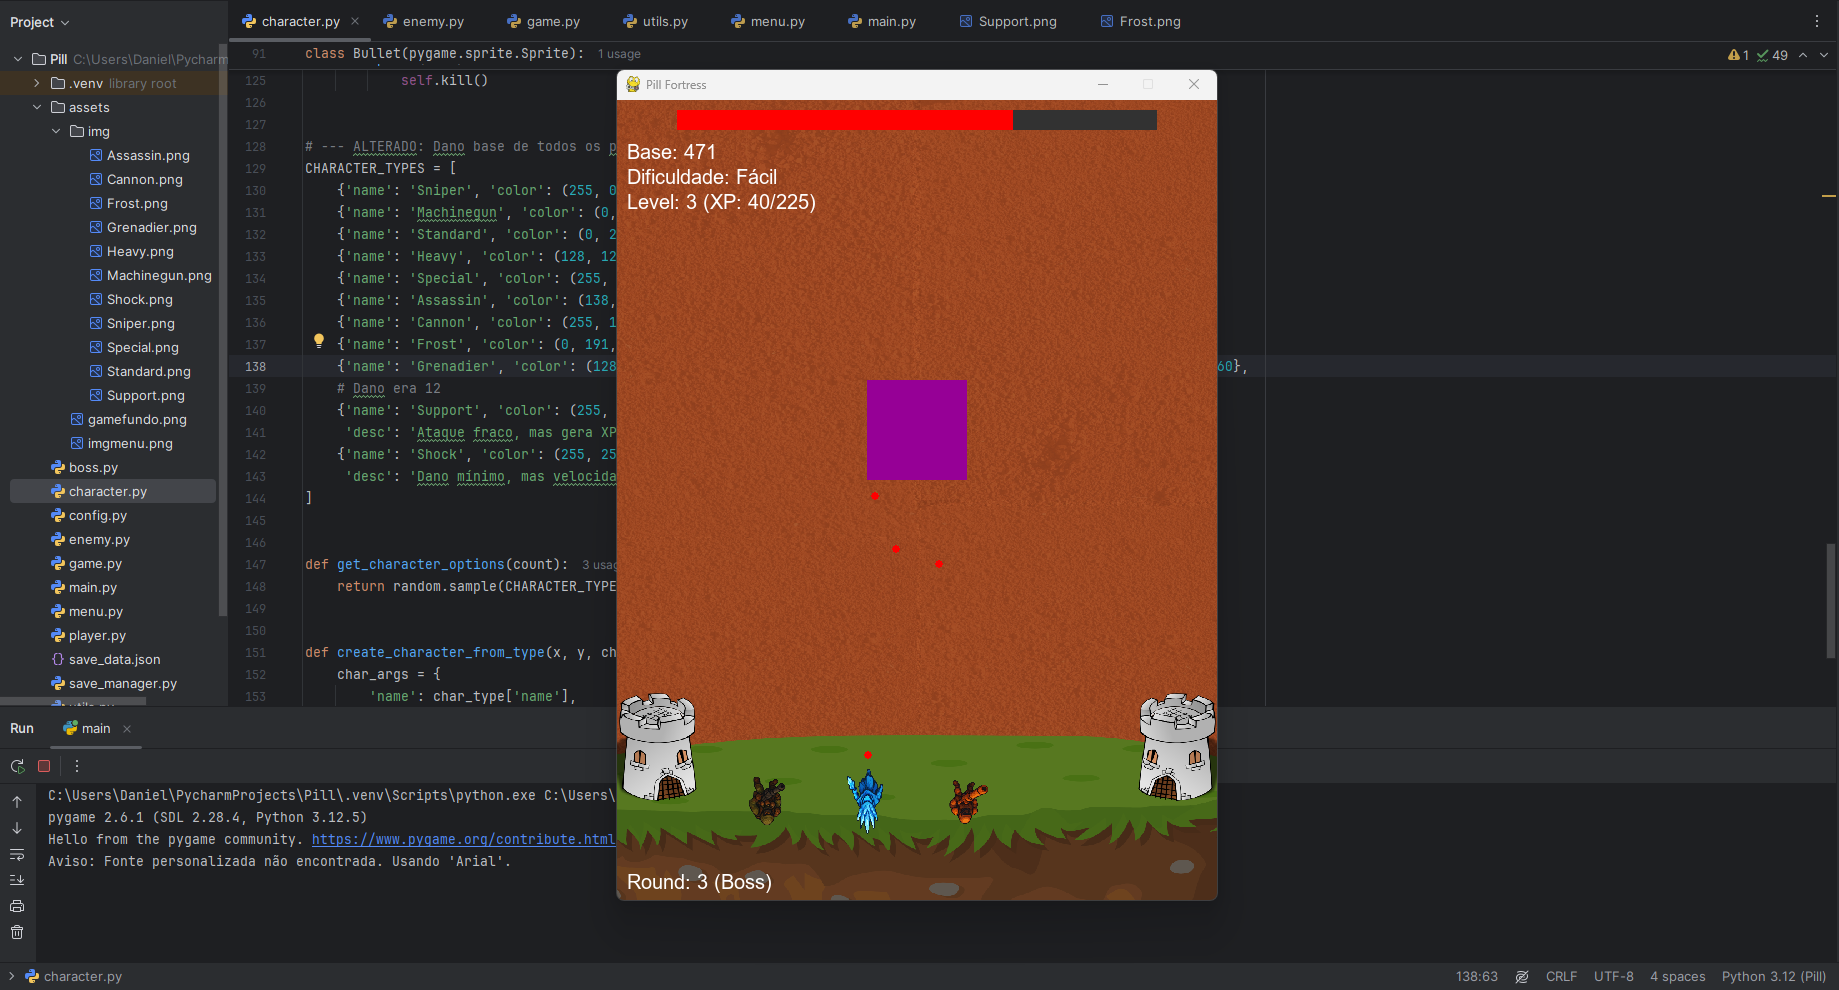 Project
character.py
enemy.py
game.py
utils.py
menu.py
main.py
Support.png
Frost.png
Pill C:\Users\Daniel\Pycharm
.venv library root
assets
img
Assassin.png
Cannon.png
Frost.png
Grenadier.png
Heavy.png
Machinegun.png
Shock.png
Sniper.png
Special.png
Standard.png
Support.png
gamefundo.png
imgmenu.png
boss.py
character.py
config.py
enemy.py
game.py
main.py
menu.py
player.py
save_data.json
save_manager.py
utils.py
91 class Bullet(pygame.sprite.Sprite): 1 usage
1 49
125 self.kill()
126
127
128 # --- ALTERADO: Dano base de todos os p
129 CHARACTER_TYPES = [
130 {'name': 'Sniper', 'color': (255, 0
131 {'name': 'Machinegun', 'color': (0,
132 {'name': 'Standard', 'color': (0, 2
133 {'name': 'Heavy', 'color': (128, 12
134 {'name': 'Special', 'color': (255,
135 {'name': 'Assassin', 'color': (138,
136 {'name': 'Cannon', 'color': (255, 1
137 {'name': 'Frost', 'color': (0, 191,
138 {'name': 'Grenadier', 'color': (128 60},
139 # Dano era 12
140 {'name': 'Support', 'color': (255,
141 'desc': 'Ataque fraco, mas gera XP
142 {'name': 'Shock', 'color': (255, 25
143 'desc': 'Dano mínimo, mas velocida
144 ]
145
146
147 def get_character_options(count): 3 usag
148 return random.sample(CHARACTER_TYPE
149
150
151 def create_character_from_type(x, y, ch
152 char_args = {
153 'name': char_type['name'],
Pill Fortress
Base: 471
Dificuldade: Fácil
Level: 3 (XP: 40/225)
Round: 3 (Boss)
Run
main
C:\Users\Daniel\PycharmProjects\Pill\.venv\Scripts\python.exe C:\Users\
pygame 2.6.1 (SDL 2.28.4, Python 3.12.5)
Hello from the pygame community. https://www.pygame.org/contribute.html
Aviso: Fonte personalizada não encontrada. Usando 'Arial'.
character.py
138:63 CRLF UTF-8 4 spaces Python 3.12 (Pill)